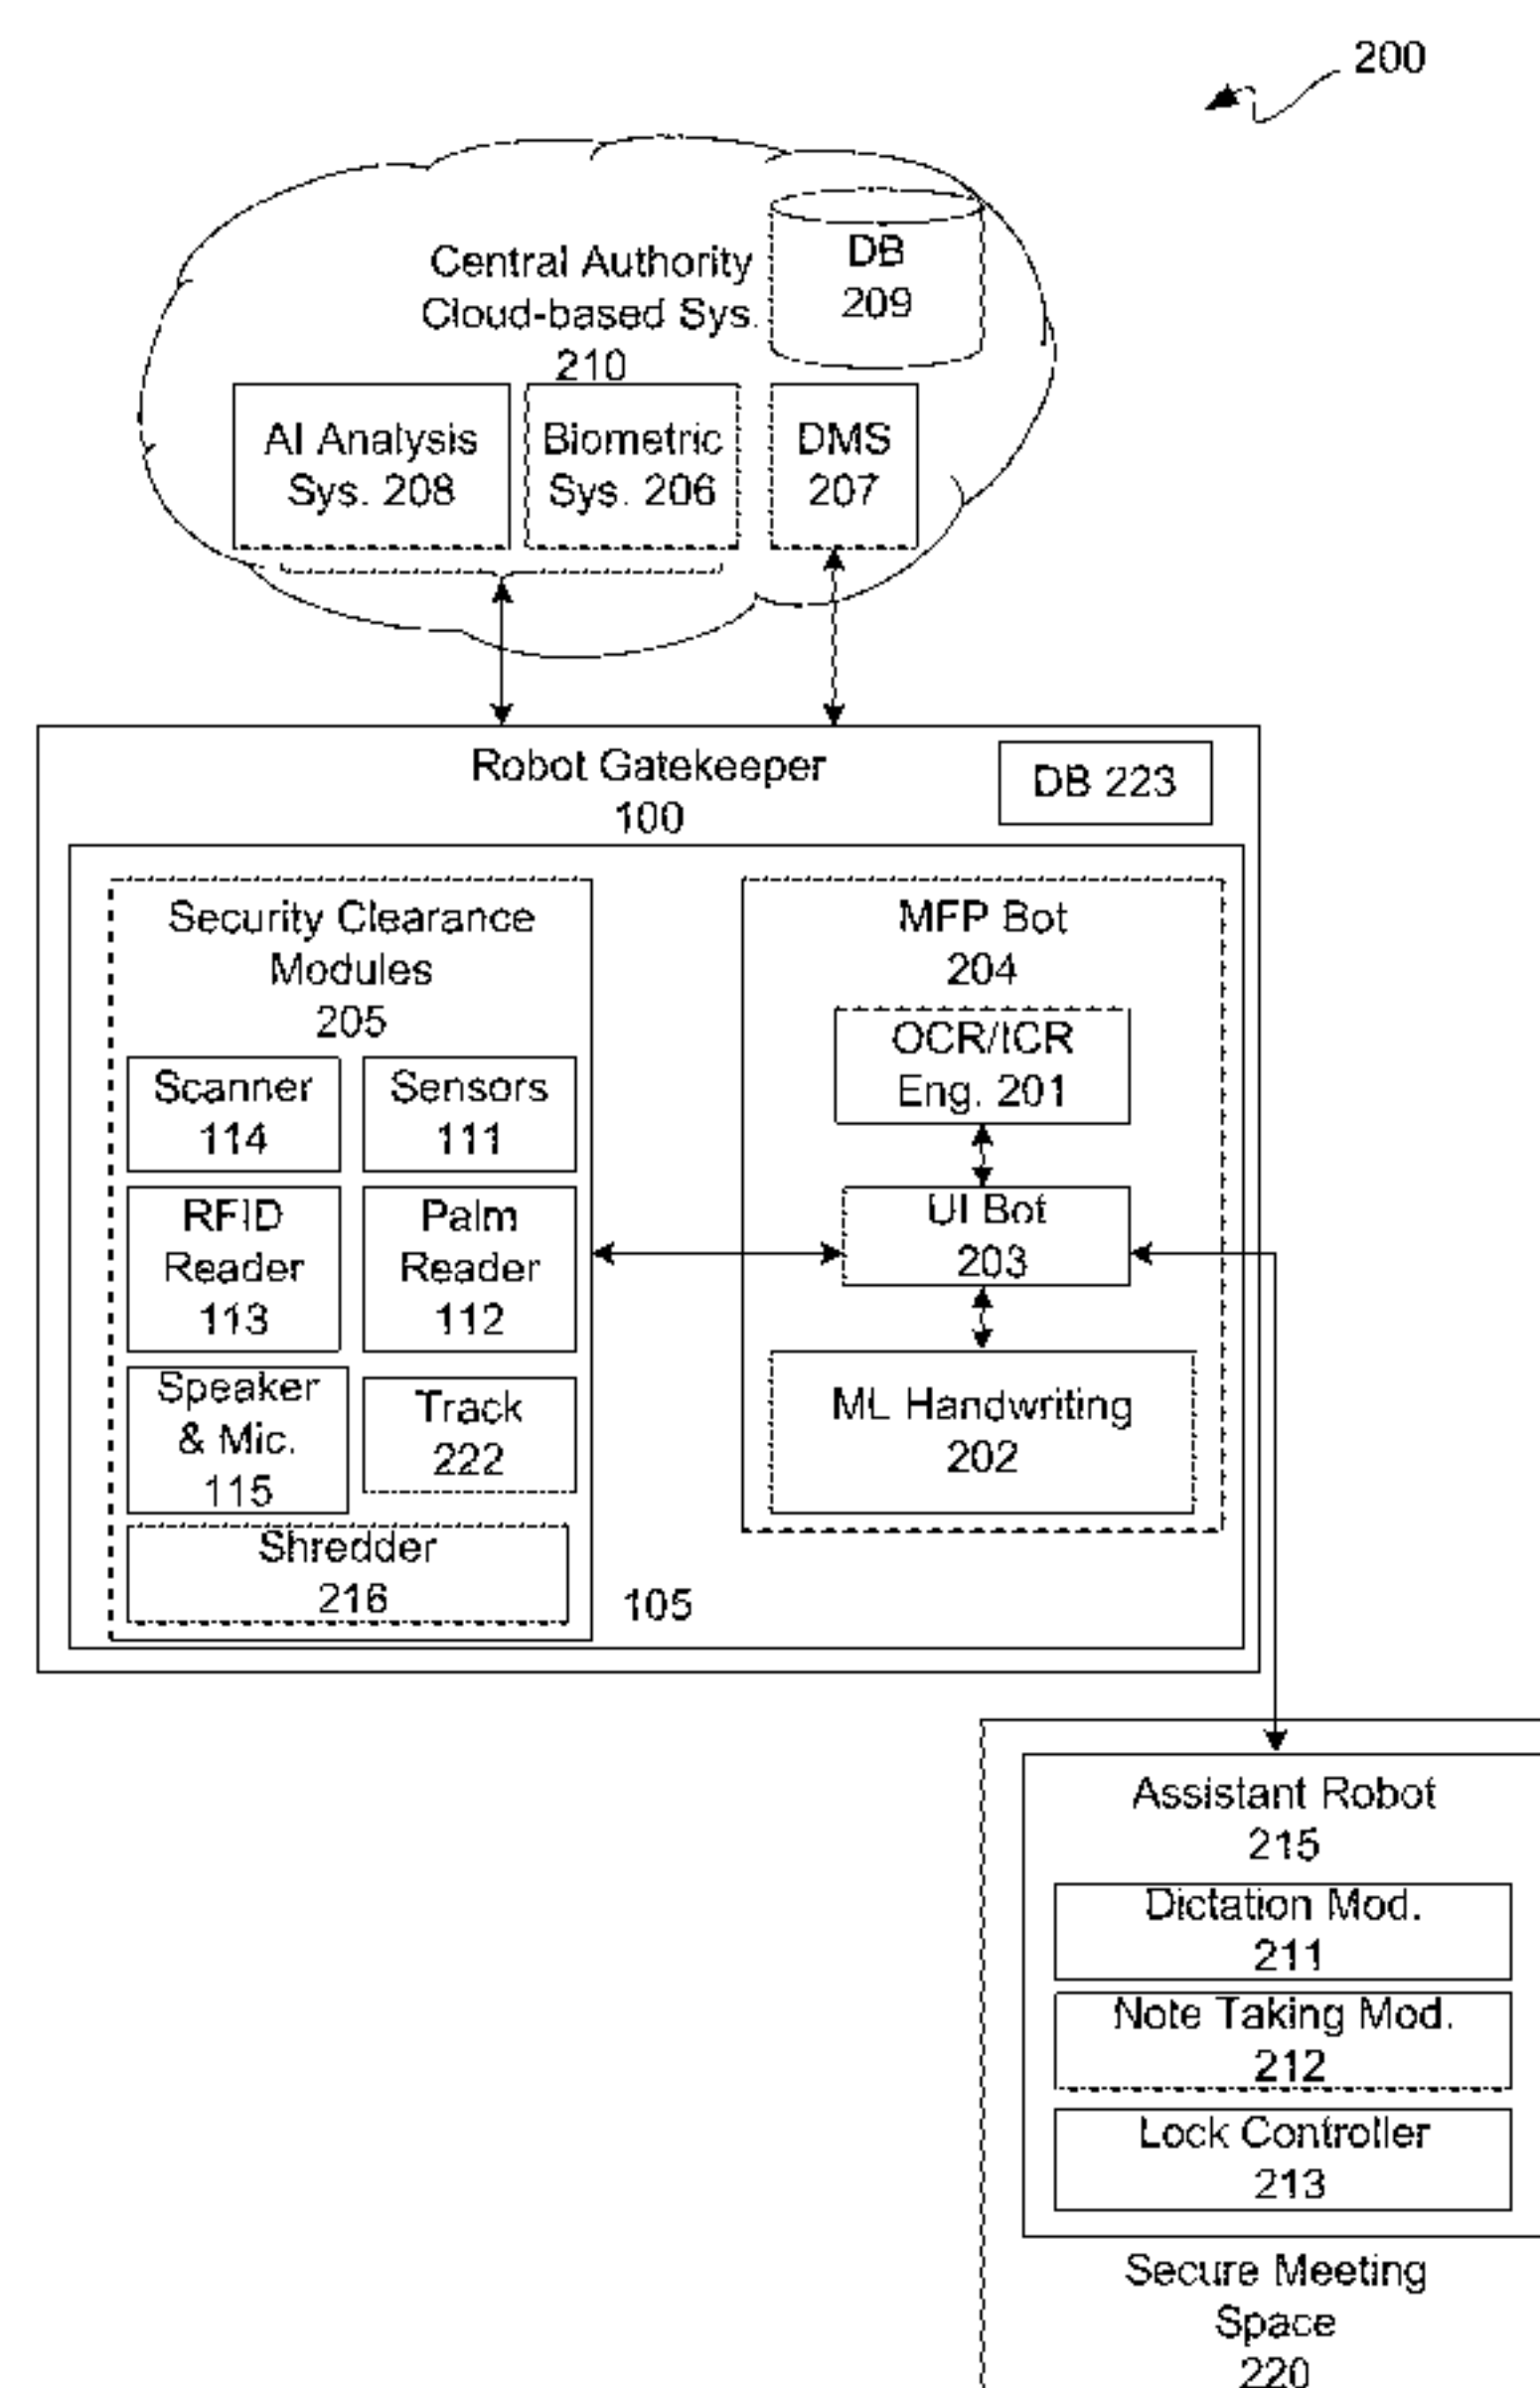 200
Central Authority
Cloud-based Sys.
210
DB
209
AI Analysis
Sys. 208
Biometric
Sys. 206
DMS
207
Robot Gatekeeper
100
DB 223
Security Clearance
Modules
205
Scanner
114
Sensors
111
RFID
Reader
113
Palm
Reader
112
Speaker
& Mic.
115
Track
222
Shredder
216
105
MFP Bot
204
OCR/ICR
Eng. 201
UI Bot
203
ML Handwriting
202
Assistant Robot
215
Dictation Mod.
211
Note Taking Mod.
212
Lock Controller
213
Secure Meeting
Space
220